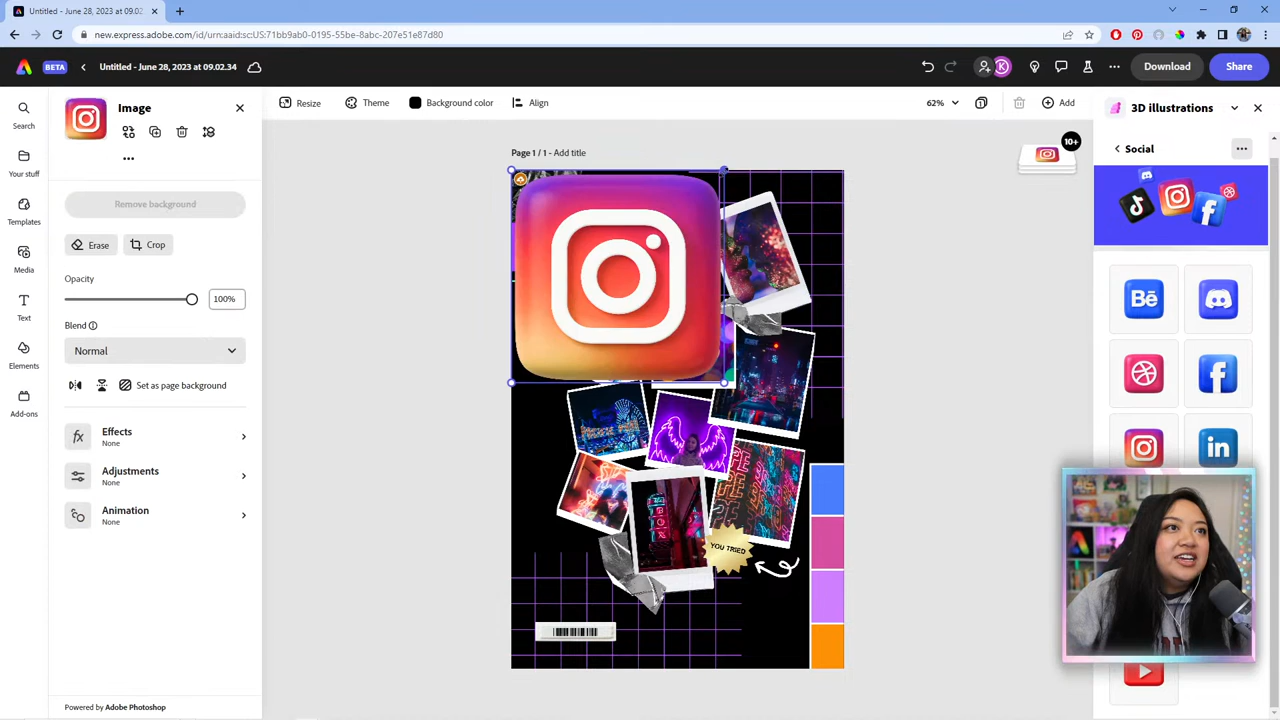 Untitled - June 28, 2023 at 09.02
new.express.adobe.com/id/urn:aaid:sc:US:71bb9ab0-0195-55be-8abc-207e51e87d80
BETA
Untitled - June 28, 2023 at 09.02.34
K
Download
Share
Search
Your stuff
Templates
Media
Text
Elements
Add-ons
Image
Remove background
Erase
Crop
Opacity
100%
Blend
Normal
Set as page background
Effects
None
Adjustments
None
Animation
None
Powered by Adobe Photoshop
Resize
Theme
Background color
Align
62%
1
Add
Page 1 / 1 - Add title
10+
YOU TRIED
3D illustrations
Social
Bē
f
in